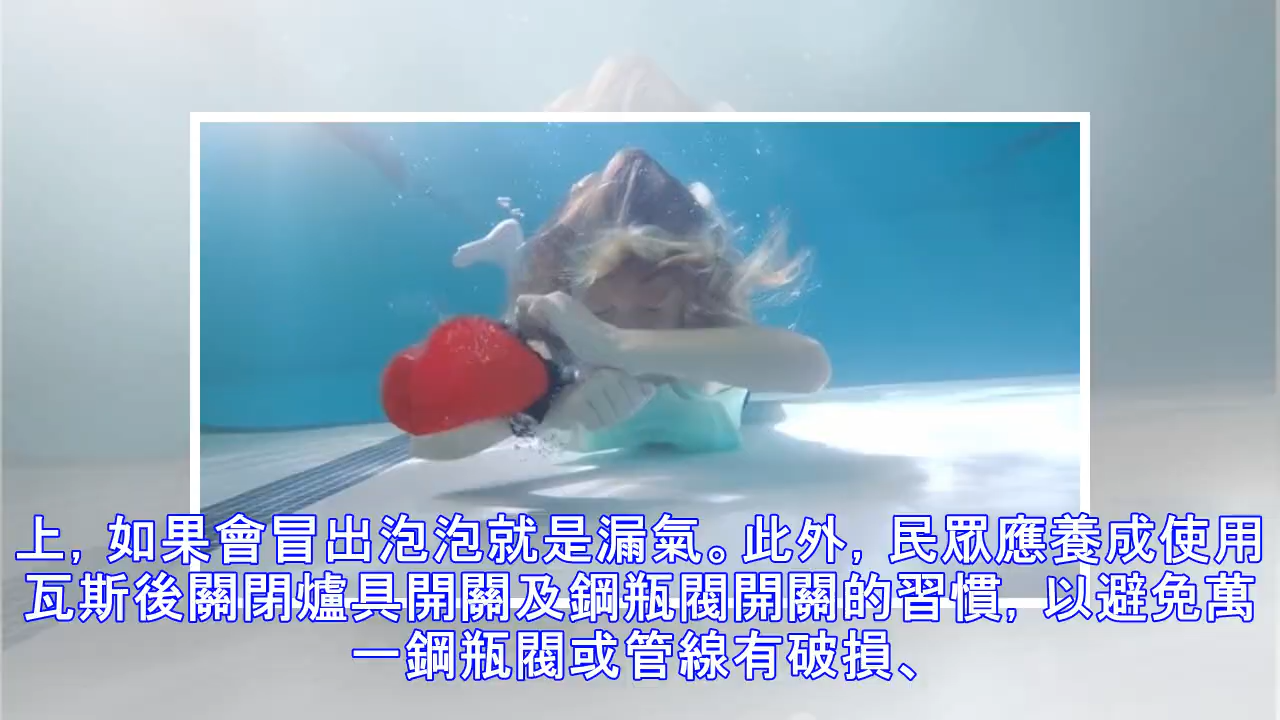 上，如果會冒出泡泡就是漏氣。此外，民眾應養成使用
瓦斯後關閉爐具開關及鋼瓶閥開關的習慣，以避免萬
一鋼瓶閥或管線有破損、